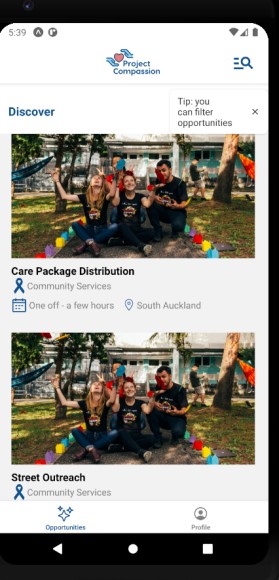 5:39
Project
Compassion
Discover
Tip: you
can filter
opportunities
Care Package Distribution
Community Services
One off - a few hours South Auckland
Street Outreach
Community Services
Opportunities Profile